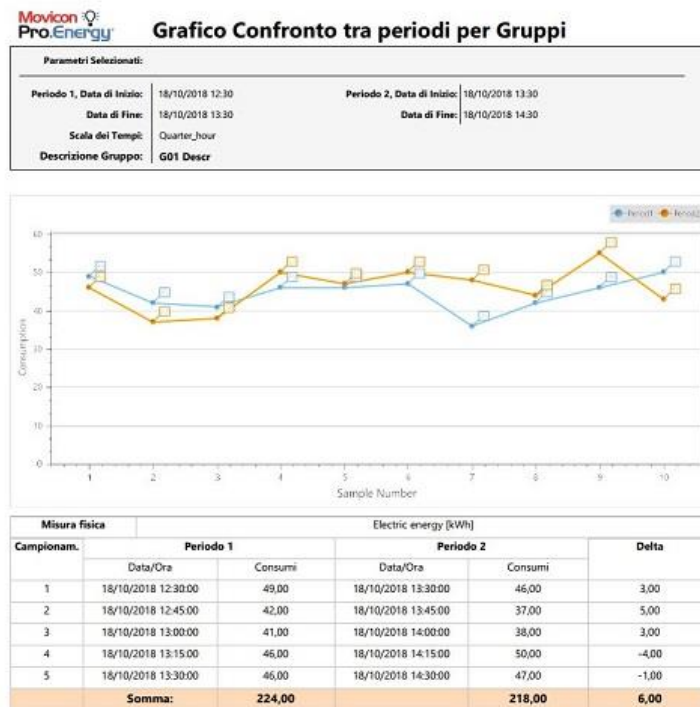 Movicon
Pro.Energy
Grafico Confronto tra periodi per Gruppi
Parametri Selezionati:
Periodo 1, Data di Inizio: 18/10/2018 12:30 Periodo 2, Data di Inizio: 18/10/2018 13:30
Data di Fine: 18/10/2018 13:30 Data di Fine: 18/10/2018 14:30
Scala dei Tempi: Quarter_hour
Descrizione Gruppo: G01 Descr
Period1 Period2
60
50
40
30
20
10
0
Consumption
1 2 3 4 5 6 7 8 9 10
Sample Number
Misura fisica Electric energy [kWh]
Campionam. Periodo 1 Periodo 2 Delta
Data/Ora Consumi Data/Ora Consumi
1 18/10/2018 12:30:00 49,00 18/10/2018 13:30:00 46,00 3,00
2 18/10/2018 12:45:00 42,00 18/10/2018 13:45:00 37,00 5,00
3 18/10/2018 13:00:00 41,00 18/10/2018 14:00:00 38,00 3,00
4 18/10/2018 13:15:00 46,00 18/10/2018 14:15:00 50,00 -4,00
5 18/10/2018 13:30:00 46,00 18/10/2018 14:30:00 47,00 -1,00
Somma: 224,00 218,00 6,00